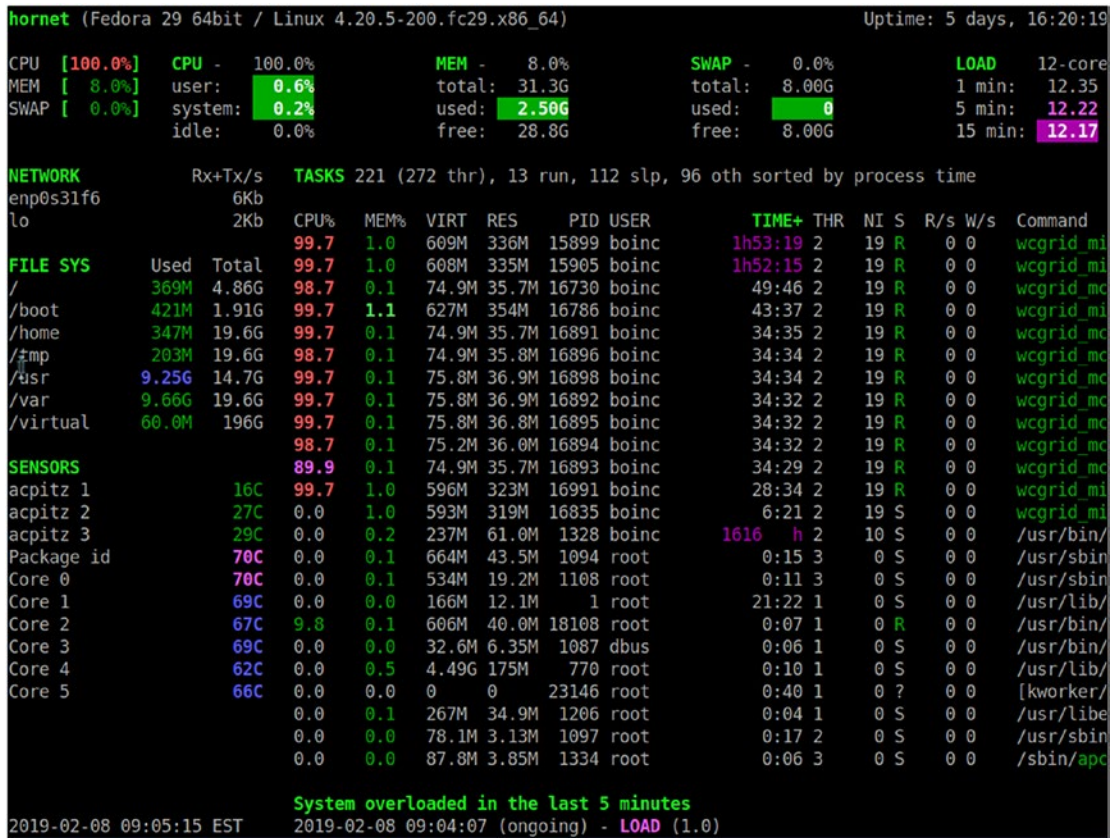 hornet (Fedora 29 64bit / Linux 4.20.5-200.fc29.x86_64) Uptime: 5 days, 16:20:19
CPU [100.0%] CPU - 100.0% MEM - 8.0% SWAP - 0.0% LOAD 12-core
MEM [ 8.0%] user: 0.6% total: 31.3G total: 8.00G 1 min: 12.35
SWAP [ 0.0%] system: 0.2% used: 2.50G used: 0 5 min: 12.22
idle: 0.0% free: 28.8G free: 8.00G 15 min: 12.17
NETWORK Rx+Tx/s TASKS 221 (272 thr), 13 run, 112 slp, 96 oth sorted by process time
enp0s31f6 6Kb
lo 2Kb CPU% MEM% VIRT RES PID USER TIME+ THR NI S R/s W/s Command
99.7 1.0 609M 336M 15899 boinc 1h53:19 2 19 R 0 0 wcgrid_mi
FILE SYS Used Total 99.7 1.0 608M 335M 15905 boinc 1h52:15 2 19 R 0 0 wcgrid_mi
/ 369M 4.86G 98.7 0.1 74.9M 35.7M 16730 boinc 49:46 2 19 R 0 0 wcgrid_mc
/boot 421M 1.91G 99.7 1.1 627M 354M 16786 boinc 43:37 2 19 R 0 0 wcgrid_mi
/home 347M 19.6G 99.7 0.1 74.9M 35.7M 16891 boinc 34:35 2 19 R 0 0 wcgrid_mc
/tmp 203M 19.6G 98.7 0.1 74.9M 35.8M 16896 boinc 34:34 2 19 R 0 0 wcgrid_mc
/usr 9.25G 14.7G 99.7 0.1 75.8M 36.9M 16898 boinc 34:34 2 19 R 0 0 wcgrid_mc
/var 9.66G 19.6G 99.7 0.1 75.8M 36.9M 16892 boinc 34:32 2 19 R 0 0 wcgrid_mc
/virtual 60.0M 196G 99.7 0.1 75.8M 36.8M 16895 boinc 34:32 2 19 R 0 0 wcgrid_mc
98.7 0.1 75.2M 36.0M 16894 boinc 34:32 2 19 R 0 0 wcgrid_mc
SENSORS 89.9 0.1 74.9M 35.7M 16893 boinc 34:29 2 19 R 0 0 wcgrid_mc
acpitz 1 16C 99.7 1.0 596M 323M 16991 boinc 28:34 2 19 R 0 0 wcgrid_mi
acpitz 2 27C 0.0 1.0 593M 319M 16835 boinc 6:21 2 19 S 0 0 wcgrid_mi
acpitz 3 29C 0.0 0.2 237M 61.0M 1328 boinc 1616 h 2 10 S 0 0 /usr/bin/
Package id 70C 0.0 0.1 664M 43.5M 1094 root 0:15 3 0 S 0 0 /usr/sbin
Core 0 70C 0.0 0.1 534M 19.2M 1108 root 0:11 3 0 S 0 0 /usr/sbin
Core 1 69C 0.0 0.0 166M 12.1M 1 root 21:22 1 0 S 0 0 /usr/lib/
Core 2 67C 9.8 0.1 606M 40.0M 18108 root 0:07 1 0 R 0 0 /usr/bin/
Core 3 69C 0.0 0.0 32.6M 6.35M 1087 dbus 0:06 1 0 S 0 0 /usr/bin/
Core 4 62C 0.0 0.5 4.49G 175M 770 root 0:10 1 0 S 0 0 /usr/lib/
Core 5 66C 0.0 0.0 0 0 23146 root 0:40 1 0 ? 0 0 [kworker/
0.0 0.1 267M 34.9M 1206 root 0:04 1 0 S 0 0 /usr/libe
0.0 0.0 78.1M 3.13M 1097 root 0:17 2 0 S 0 0 /usr/sbin
0.0 0.0 87.8M 3.85M 1334 root 0:06 3 0 S 0 0 /sbin/apc
System overloaded in the last 5 minutes
2019-02-08 09:05:15 EST 2019-02-08 09:04:07 (ongoing) - LOAD (1.0)